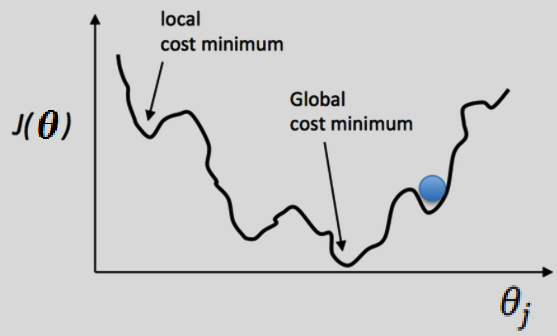 local
cost minimum
Global
cost minimum
J(θ)
θj